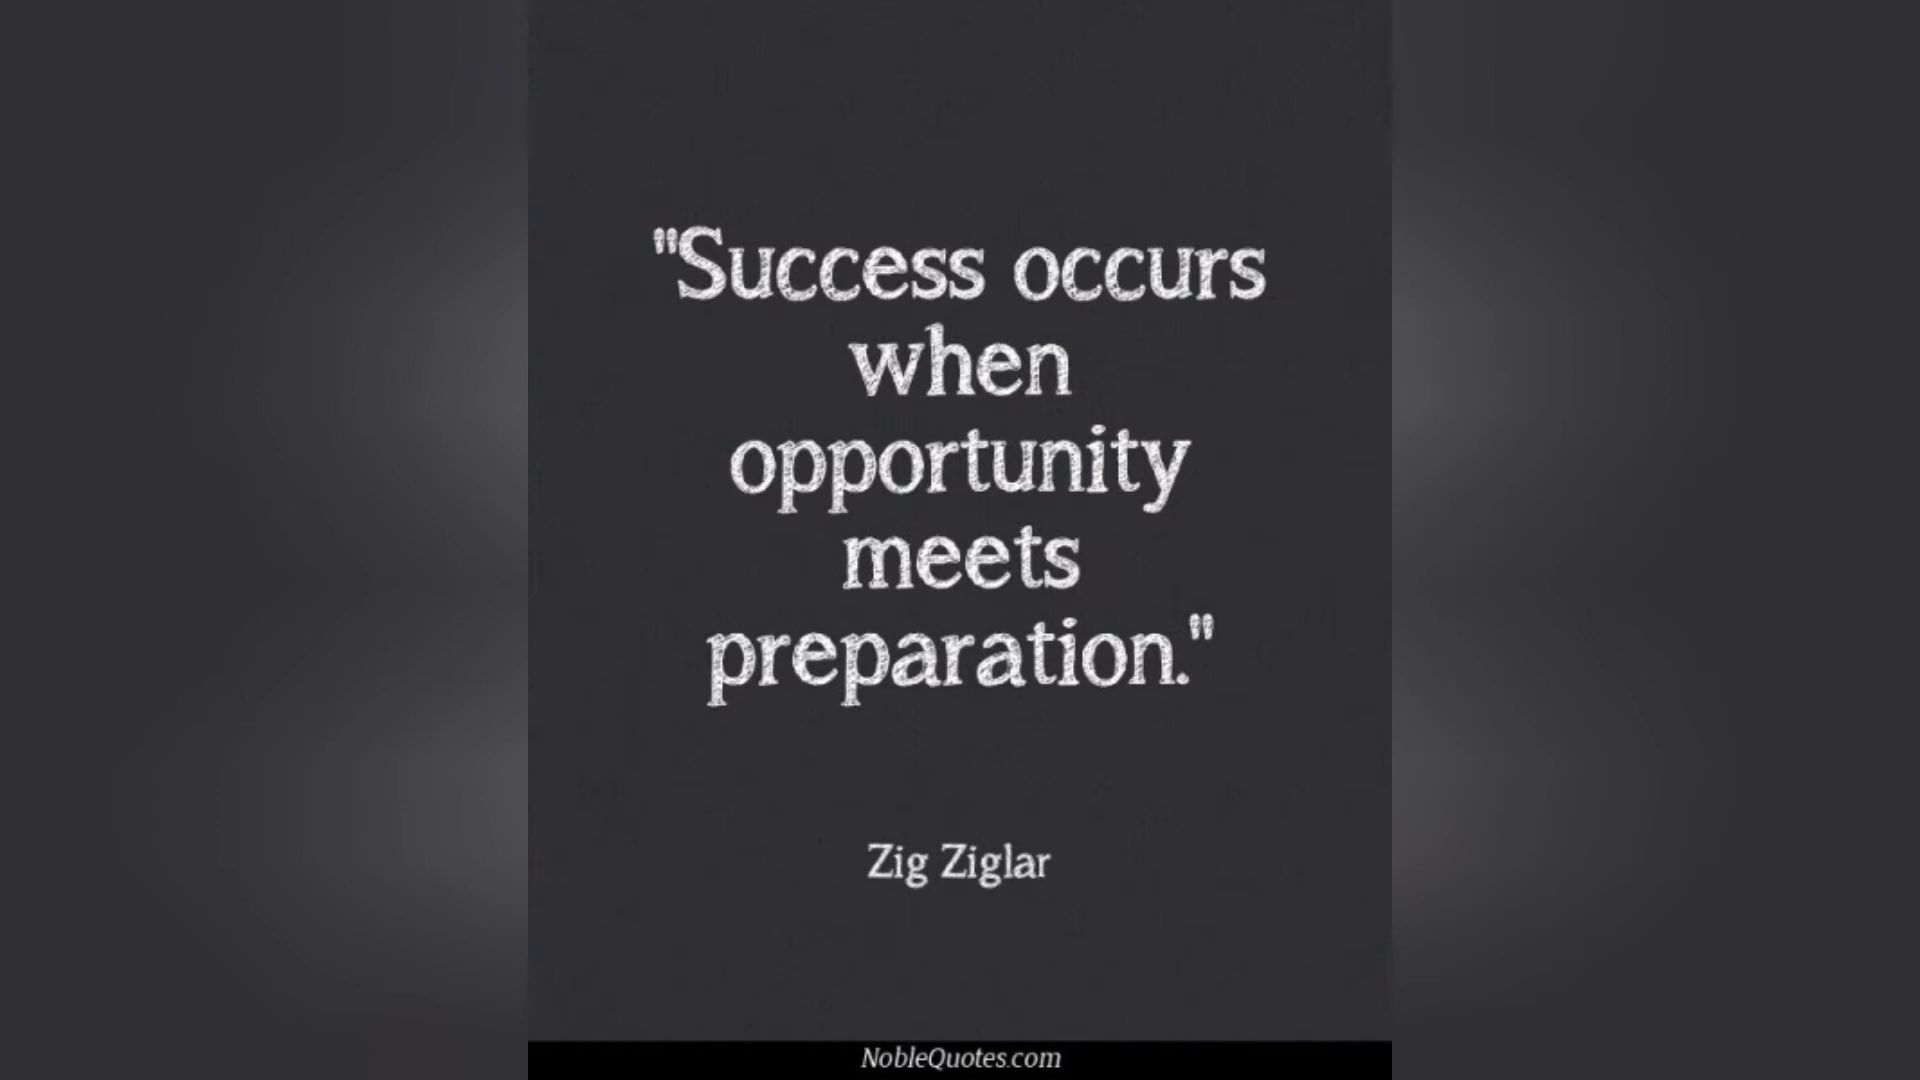 "Success occurs
when
opportunity
meets
preparation."
Zig Ziglar
NobleQuotes.com